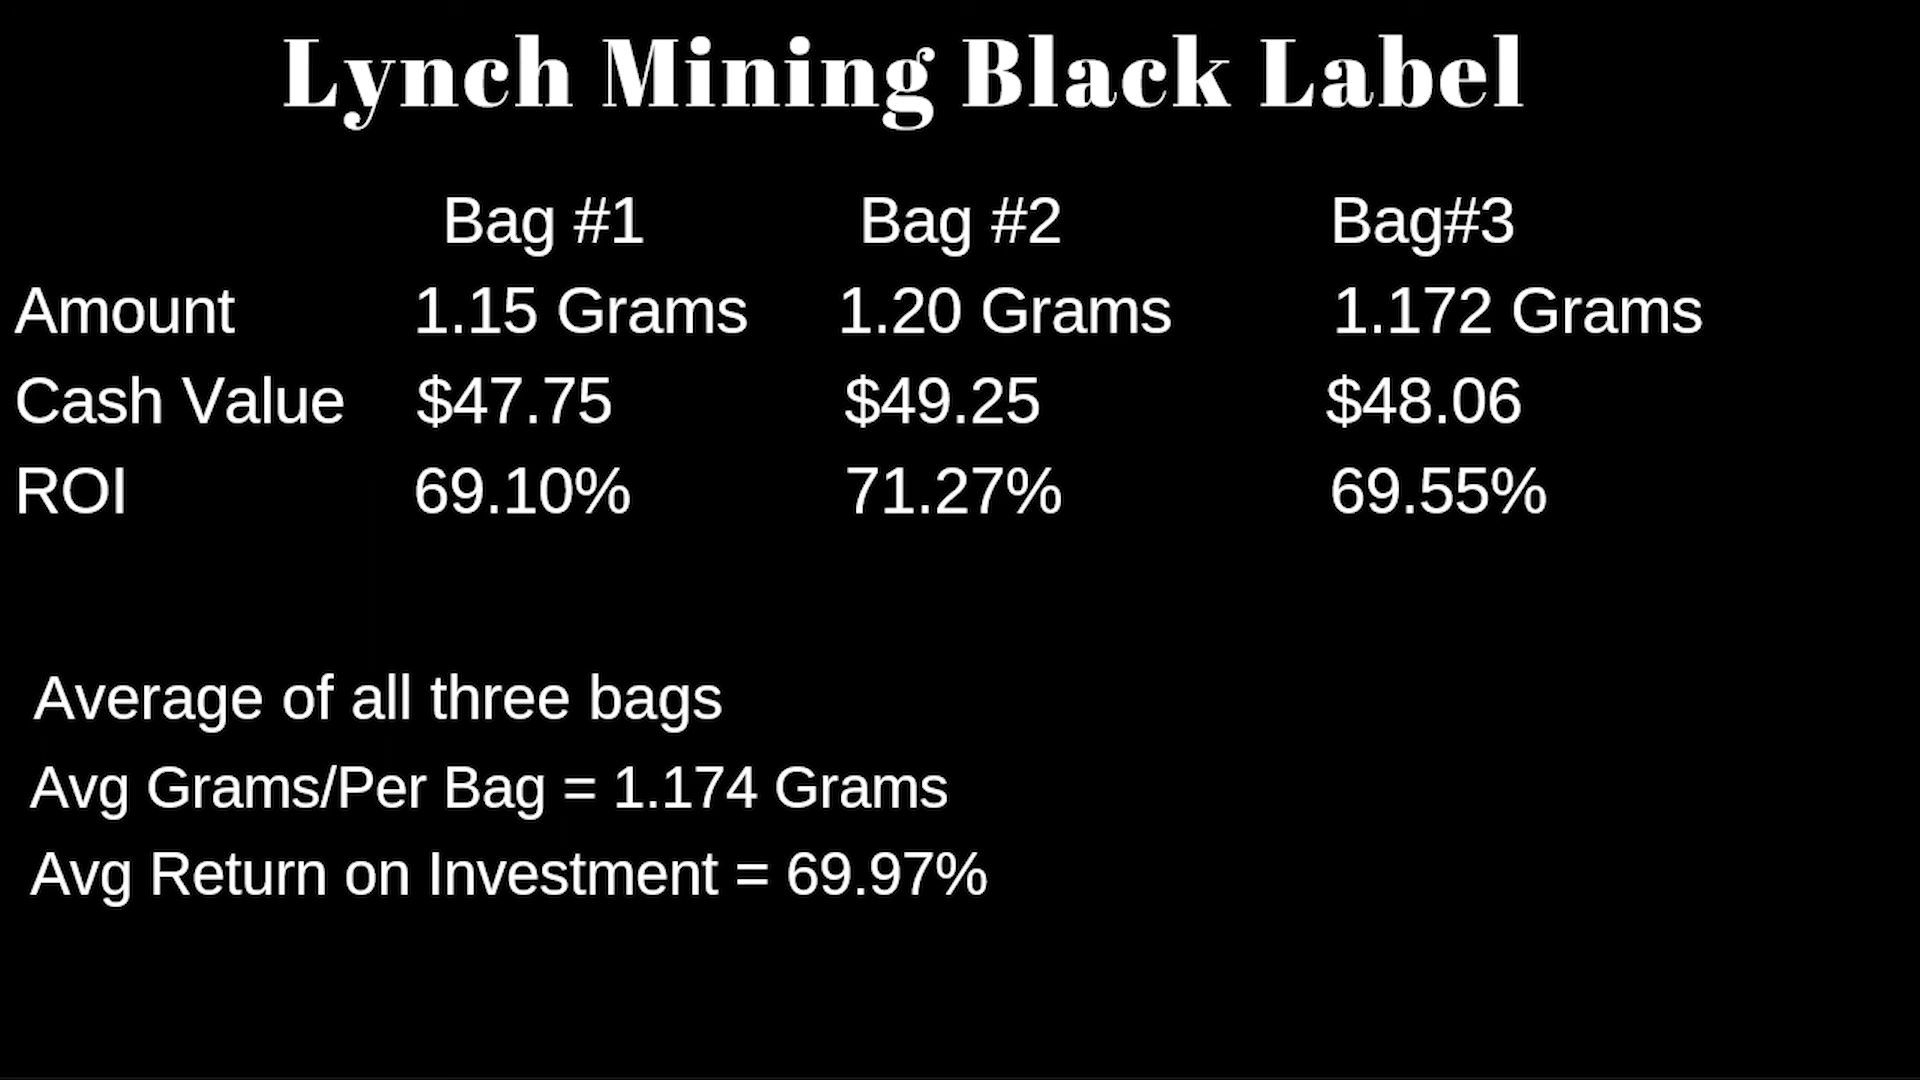 Lynch Mining Black Label
Bag #1 Bag #2 Bag#3
Amount 1.15 Grams 1.20 Grams 1.172 Grams
Cash Value $47.75 $49.25 $48.06
ROI 69.10% 71.27% 69.55%
Average of all three bags
Avg Grams/Per Bag = 1.174 Grams
Avg Return on Investment = 69.97%